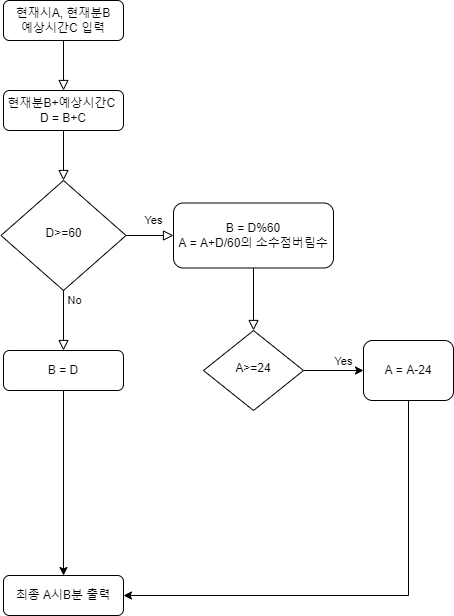 현재시A, 현재분B
예상시간C 입력
현재분B+예상시간C
D = B+C
D>=60
Yes
B = D%60
A = A+D/60의 소수점버림수
No
B = D
A>=24
Yes
A = A-24
최종 A시B분 출력